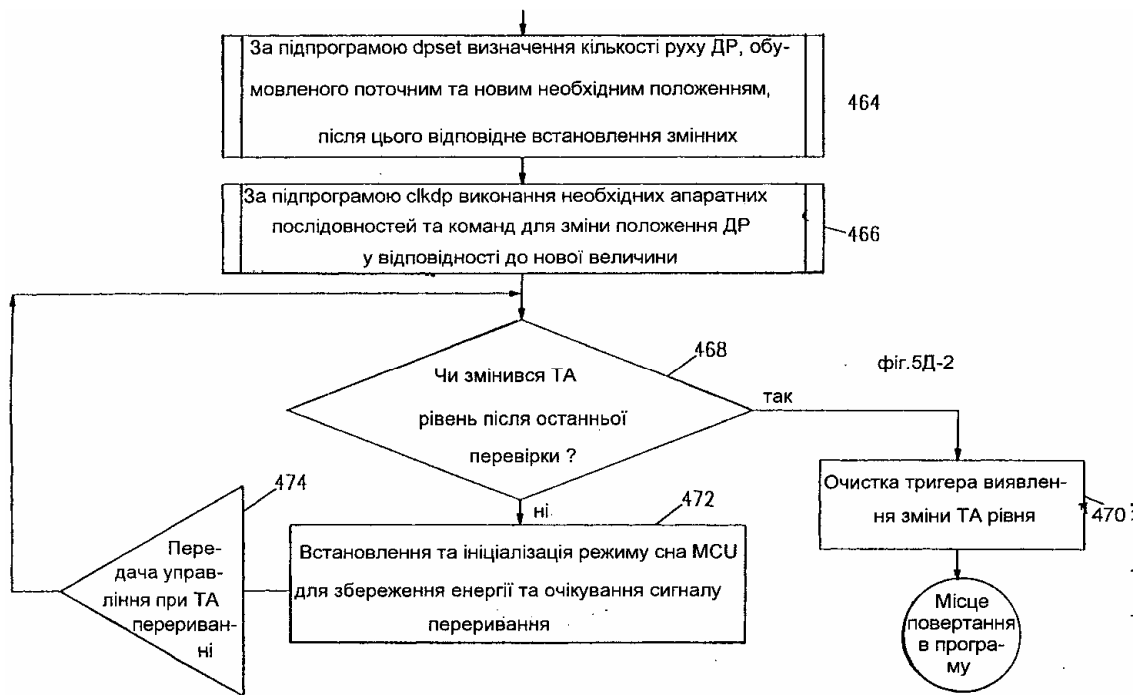 За підпрограмою dpset визначення кількості руху ДР, обу-
мовленого поточним та новим необхідним положенням,
після цього відповідне встановлення змінних
464
За підпрограмою clkdp виконання необхідних апаратних
послідовностей та команд для зміни положення ДР
у відповідності до нової величини
466
Чи змінився ТА
рівень після останньої
перевірки ?
468
фіг.5Д-2
так
ні
Очистка тригера виявлен-
ня зміни ТА рівня
470
472
Встановлення та ініціалізація режиму сна MCU
для збереження енергії та очікування сигналу
переривання
474
Пере-
дача управ-
ління при ТА
перериван-
ні
Місце
повертання
в програ-
му